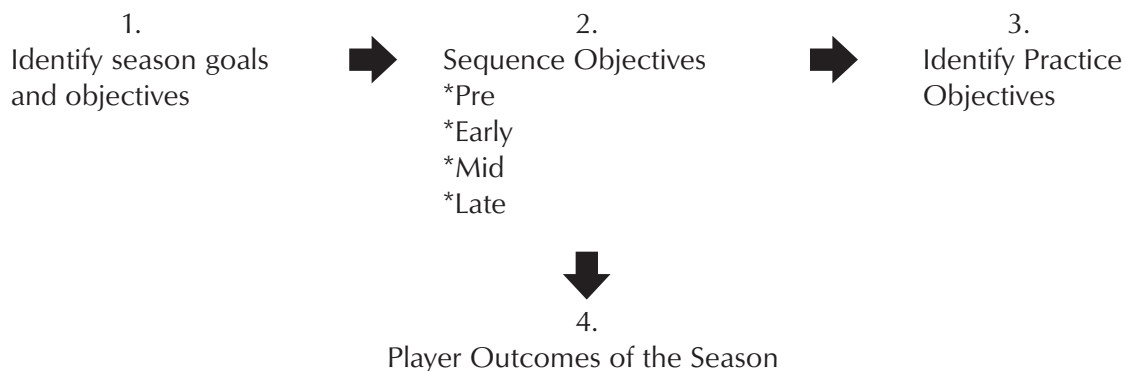 1.
Identify season goals
and objectives
2.
Sequence Objectives
*Pre
*Early
*Mid
*Late
3.
Identify Practice
Objectives
4.
Player Outcomes of the Season